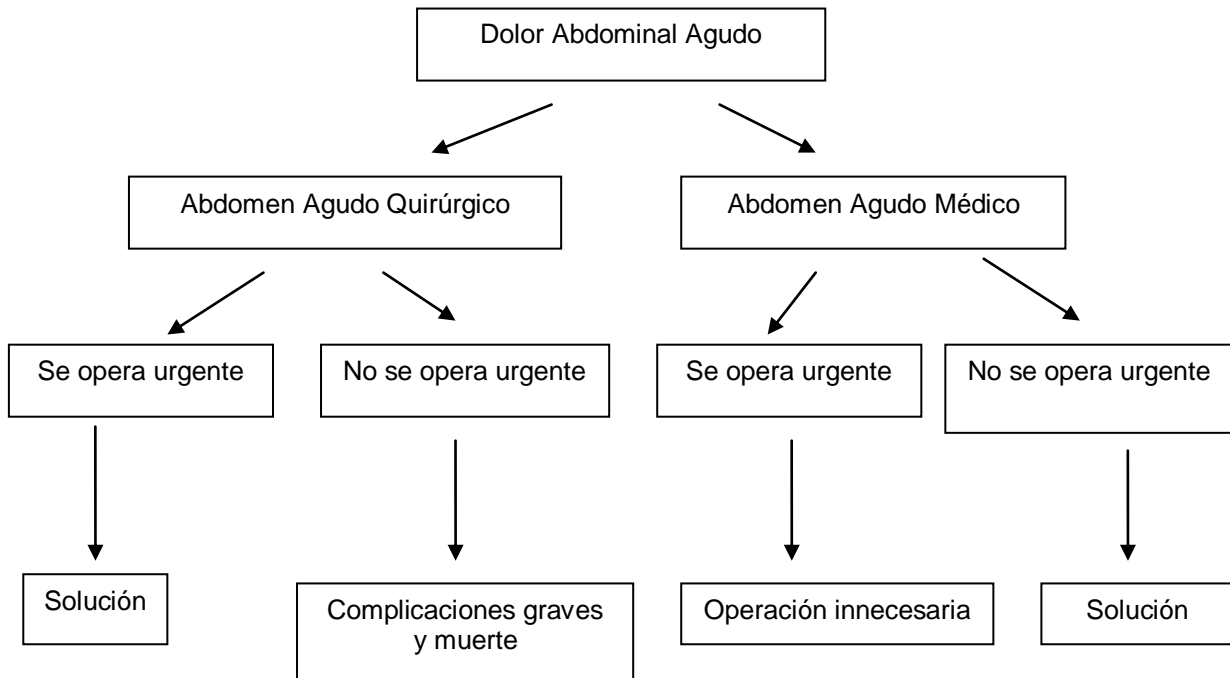 Dolor Abdominal Agudo
Abdomen Agudo Quirúrgico
Abdomen Agudo Médico
Se opera urgente
No se opera urgente
Se opera urgente
No se opera urgente
Solución
Complicaciones graves
y muerte
Operación innecesaria
Solución